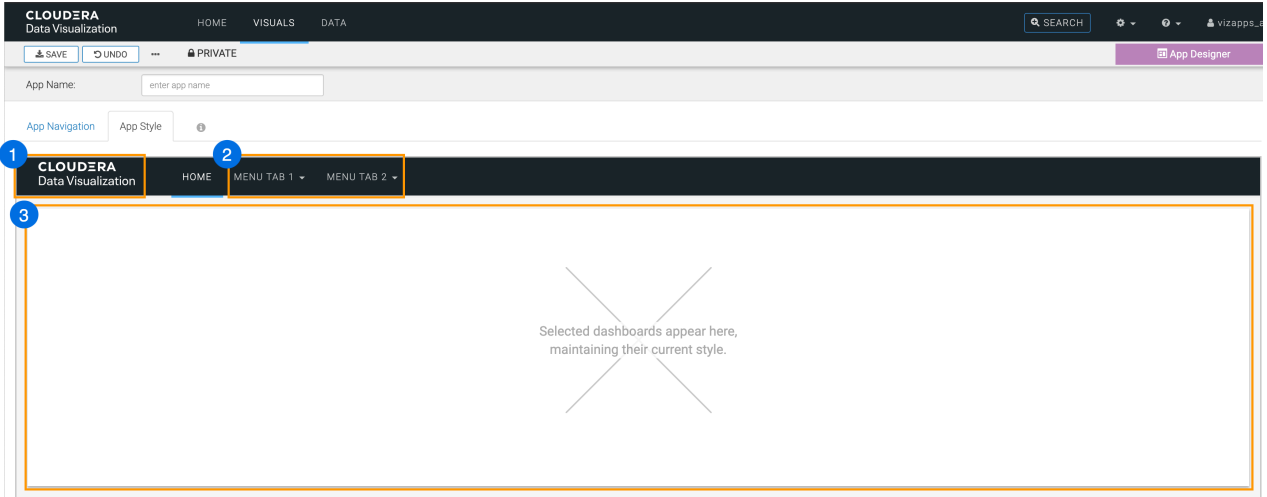 CLOUDERA
Data Visualization
HOME VISUALS DATA SEARCH vizapps_a
SAVE UNDO ... PRIVATE App Designer
App Name: enter app name
App Navigation App Style
1 2
CLOUDERA
Data Visualization
HOME MENU TAB 1 MENU TAB 2
3
Selected dashboards appear here,
maintaining their current style.